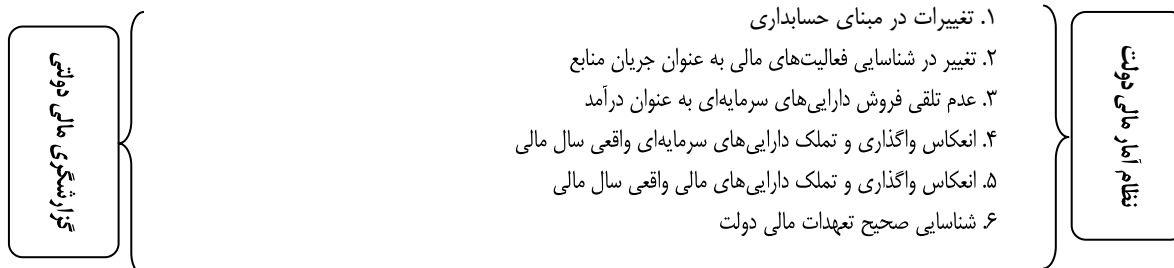 نظام آمار مالی دولت
۱. تغییرات در مبنای حسابداری
۲. تغییر در شناسایی فعالیت‌های مالی به عنوان جریان منابع
۳. عدم تلقی فروش دارایی‌های سرمایه‌ای به عنوان درآمد
۴. انعکاس واگذاری و تملک دارایی‌های سرمایه‌ای واقعی سال مالی
۵. انعکاس واگذاری و تملک دارایی‌های مالی واقعی سال مالی
۶. شناسایی صحیح تعهدات مالی دولت
گزارشگری مالی دولتی